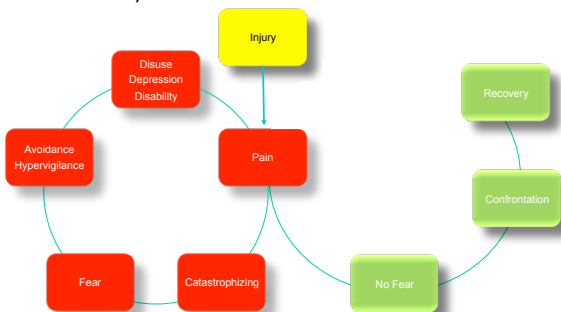 Injury
Disuse
Depression
Disability
Recovery
Avoidance
Hypervigilance
Pain
Confrontation
Fear
Catastrophizing
No Fear